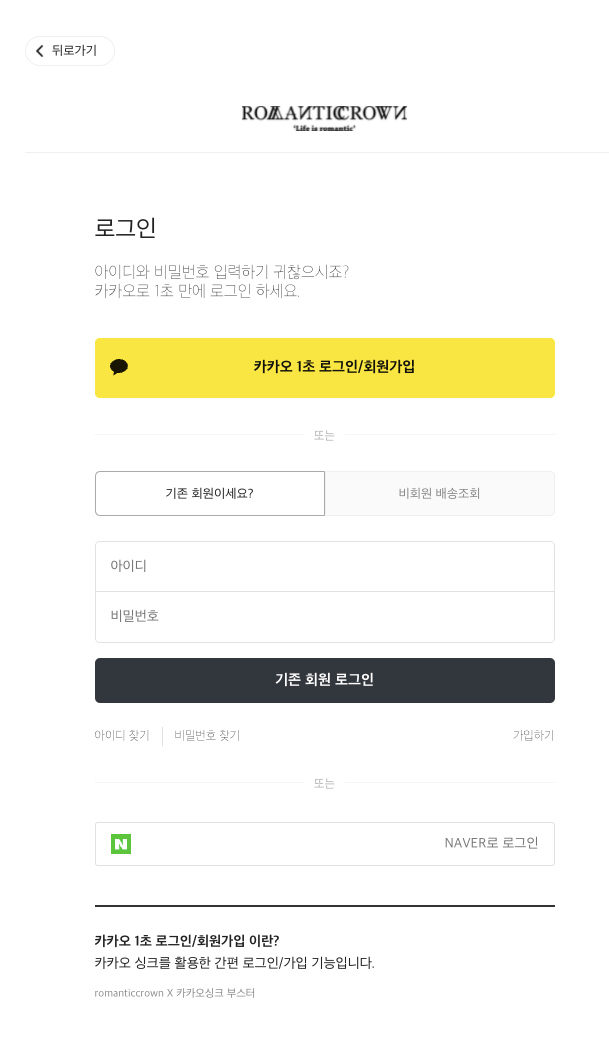 뒤로가기
ROMANTICCROWN
'Life is romantic'
로그인
아이디와 비밀번호 입력하기 귀찮으시죠?
카카오로 1초 만에 로그인 하세요.
카카오 1초 로그인/회원가입
또는
기존 회원이세요?
비회원 배송조회
아이디
비밀번호
기존 회원 로그인
아이디 찾기
비밀번호 찾기
가입하기
또는
N
NAVER로 로그인
카카오 1초 로그인/회원가입 이란?
카카오 싱크를 활용한 간편 로그인/가입 기능입니다.
romanticcrown X 카카오싱크 부스터